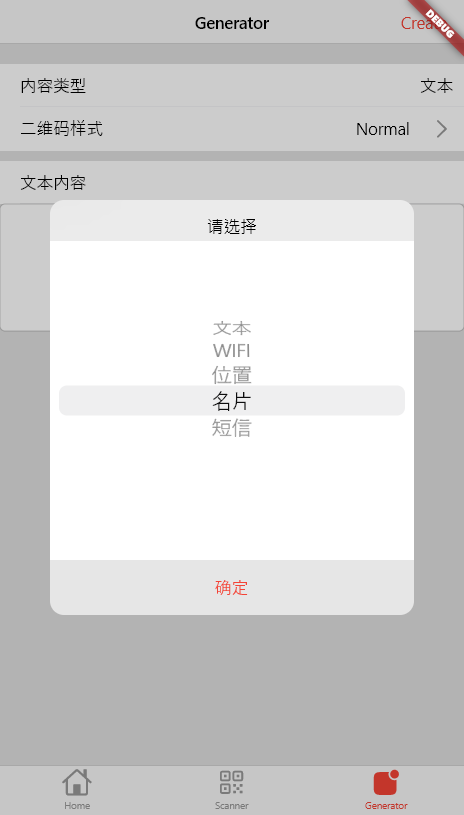 Generator
Crea
DEBUG
内容类型
文本
二维码样式
Normal
文本内容
请选择
文本
WIFI
位置
名片
短信
确定
Home
Scanner
Generator